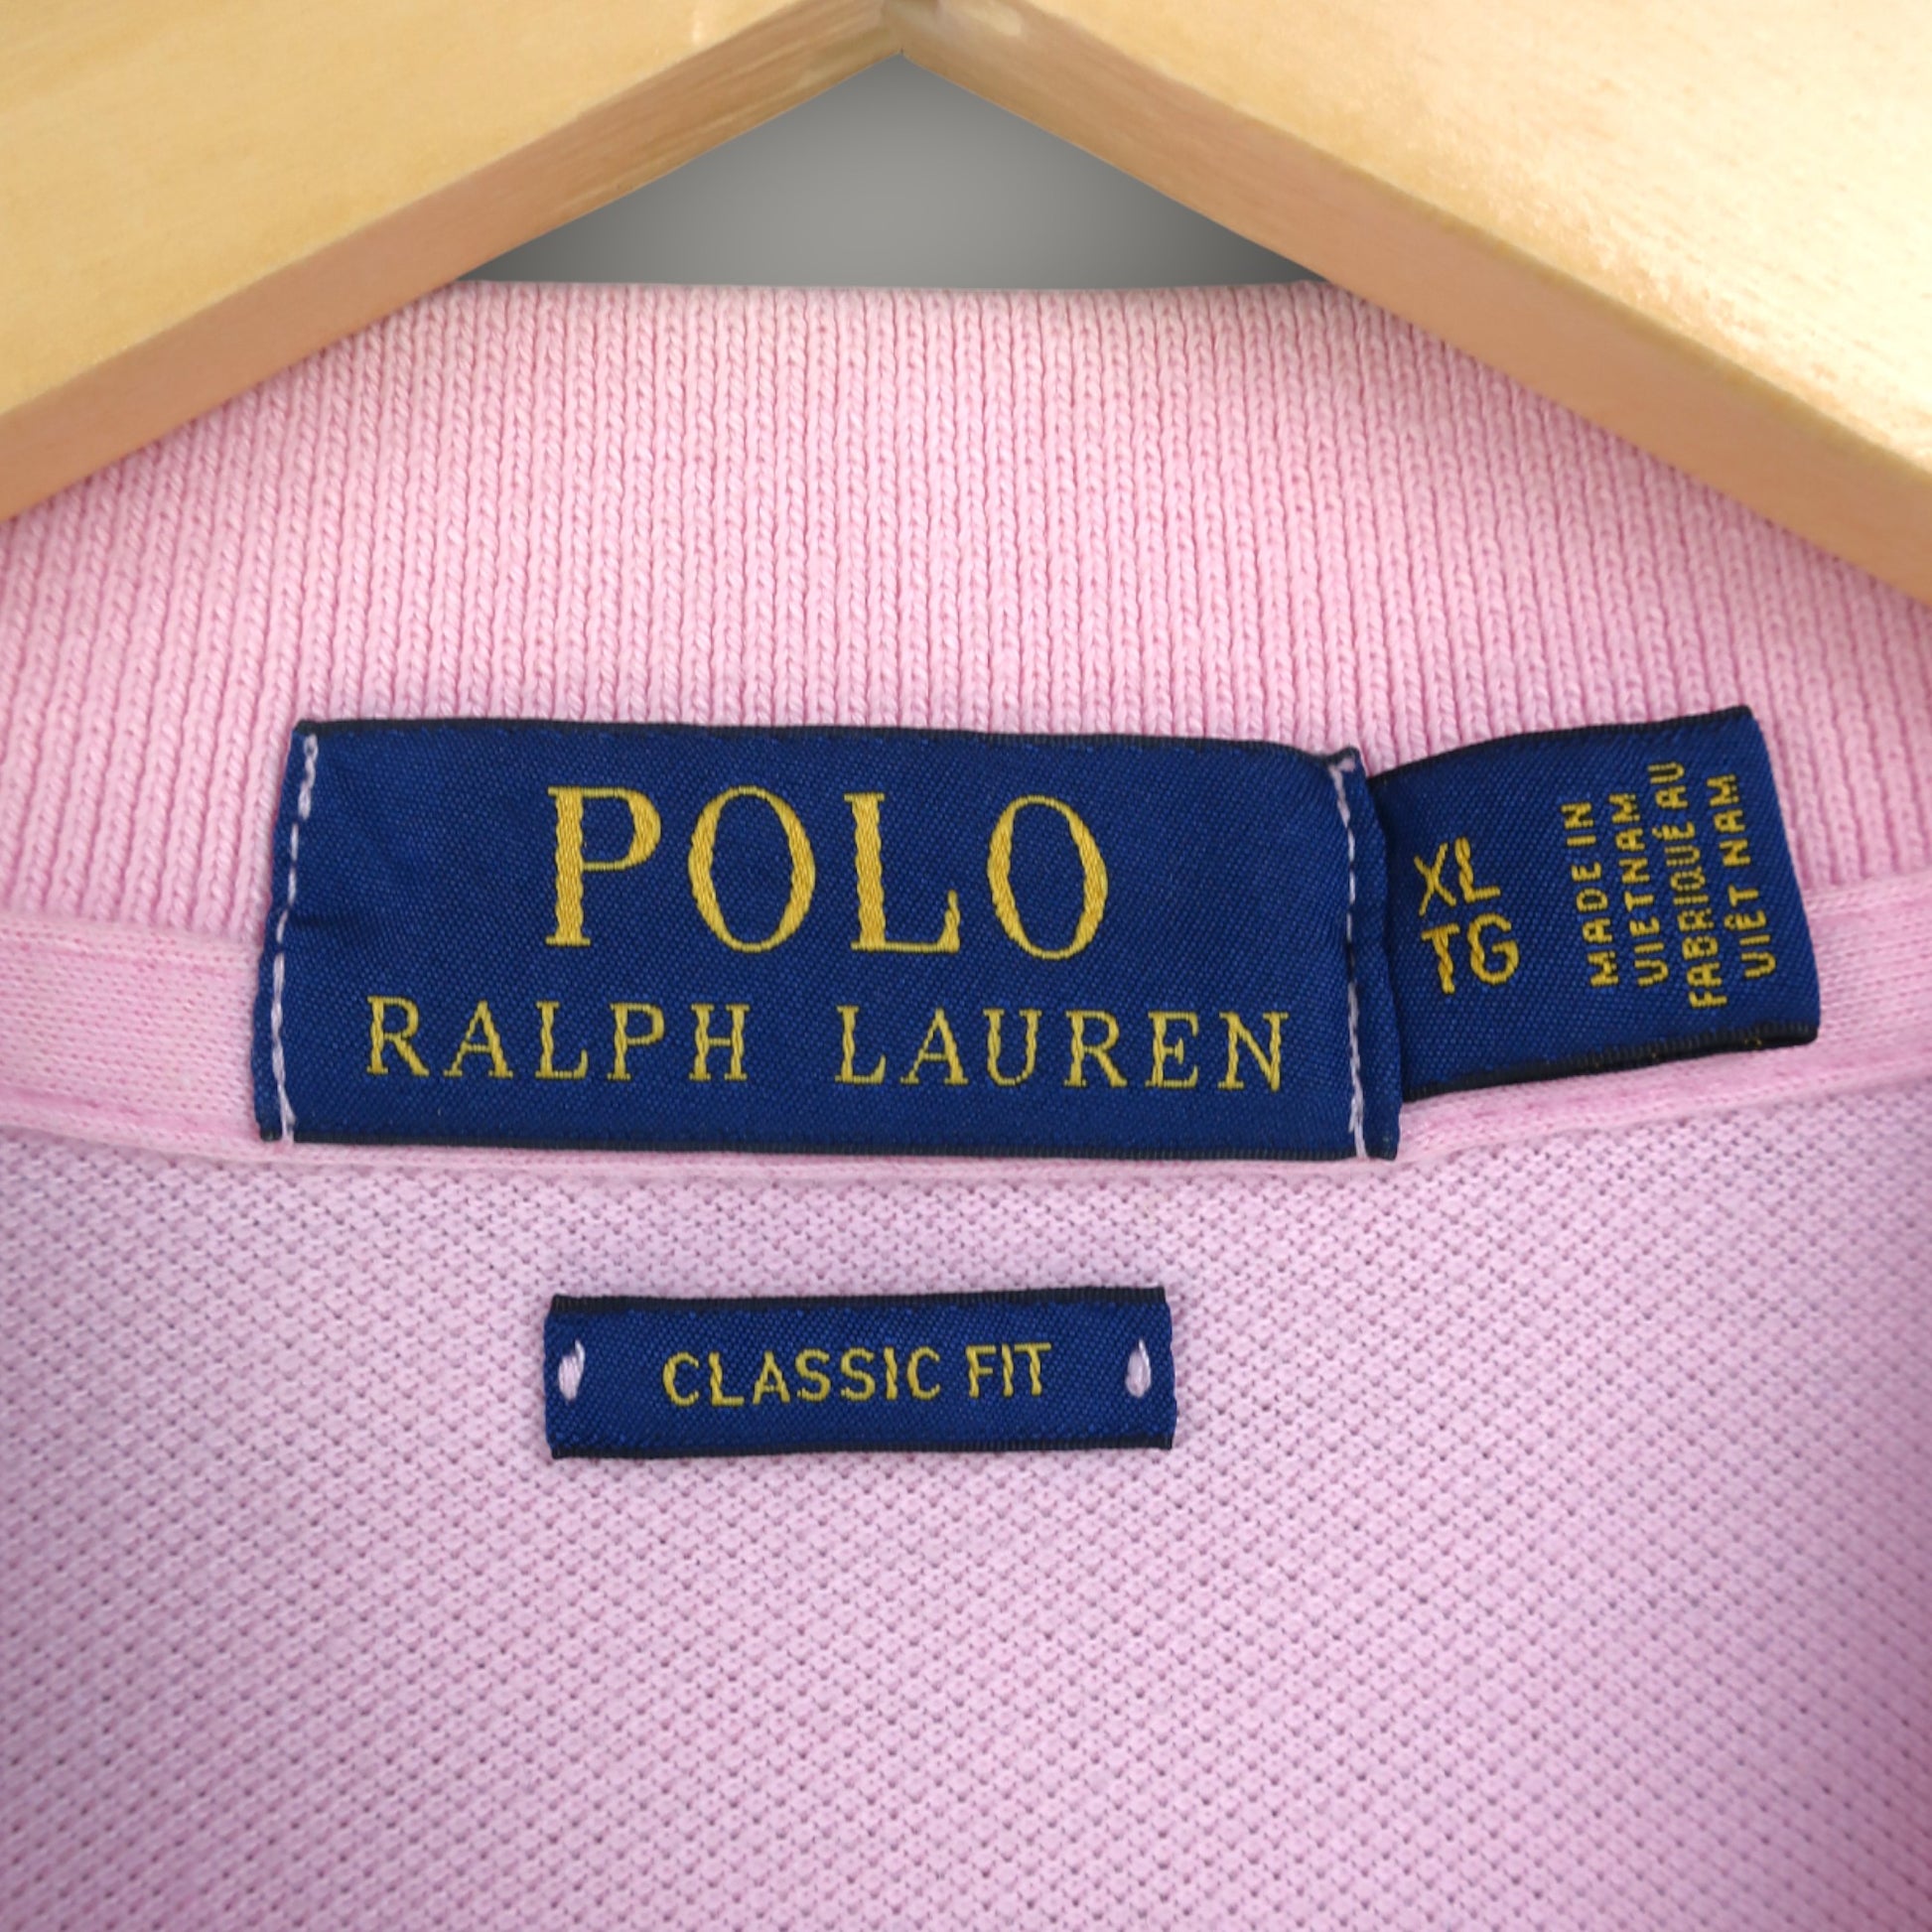 POLO
RALPH LAUREN
XL
TG
MADE IN
VIETNAM
FABRIQUÉ AU
VIÊT NAM
CLASSIC FIT